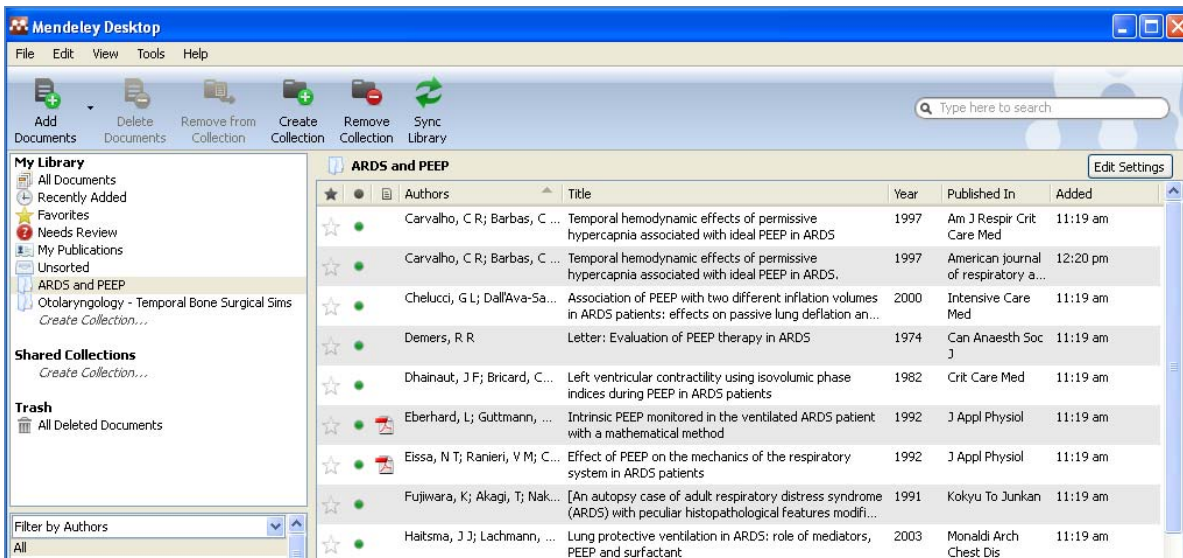 Mendeley Desktop
File Edit View Tools Help
Add Documents
Delete Documents
Remove from Collection
Create Collection
Remove Collection
Sync Library
Type here to search
My Library
All Documents
Recently Added
Favorites
Needs Review
My Publications
Unsorted
ARDS and PEEP
Otolaryngology - Temporal Bone Surgical Sims
Create Collection...
Shared Collections
Create Collection...
Trash
All Deleted Documents
Filter by Authors
All
ARDS and PEEP
Edit Settings
Authors Title Year Published In Added
Carvalho, C R; Barbas, C ... Temporal hemodynamic effects of permissive 1997 Am J Respir Crit 11:19 am
hypercapnia associated with ideal PEEP in ARDS Care Med
Carvalho, C R; Barbas, C ... Temporal hemodynamic effects of permissive 1997 American journal 12:20 pm
hypercapnia associated with ideal PEEP in ARDS. of respiratory a...
Chelucci, G L; Dall'Ava-Sa... Association of PEEP with two different inflation volumes 2000 Intensive Care 11:19 am
in ARDS patients: effects on passive lung deflation an... Med
Demers, R R Letter: Evaluation of PEEP therapy in ARDS 1974 Can Anaesth Soc 11:19 am
J
Dhainaut, J F; Bricard, C... Left ventricular contractility using isovolumic phase 1982 Crit Care Med 11:19 am
indices during PEEP in ARDS patients
Eberhard, L; Guttmann, ... Intrinsic PEEP monitored in the ventilated ARDS patient 1992 J Appl Physiol 11:19 am
with a mathematical method
Eissa, N T; Ranieri, V M; C... Effect of PEEP on the mechanics of the respiratory 1992 J Appl Physiol 11:19 am
system in ARDS patients
Fujiwara, K; Akagi, T; Nak... [An autopsy case of adult respiratory distress syndrome 1991 Kokyu To Junkan 11:19 am
(ARDS) with peculiar histopathological features modifi...
Haitsma, J J; Lachmann, ... Lung protective ventilation in ARDS: role of mediators, 2003 Monaldi Arch 11:19 am
PEEP and surfactant Chest Dis